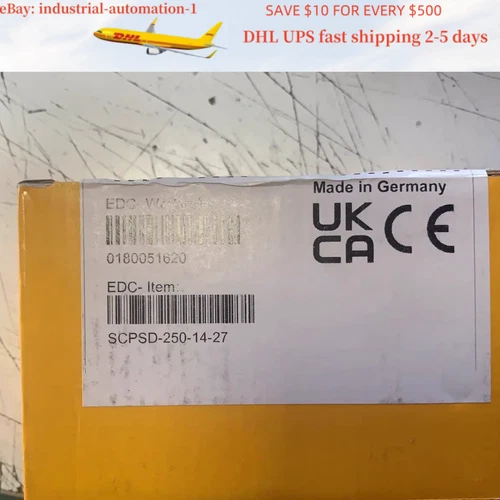 eBay: industrial-automation-1
SAVE $10 FOR EVERY $500
DHL
DHL UPS fast shipping 2-5 days
Made in Germany
EDC-
UK
CA CE
0180051620
EDC- Item:
SCPSD-250-14-27